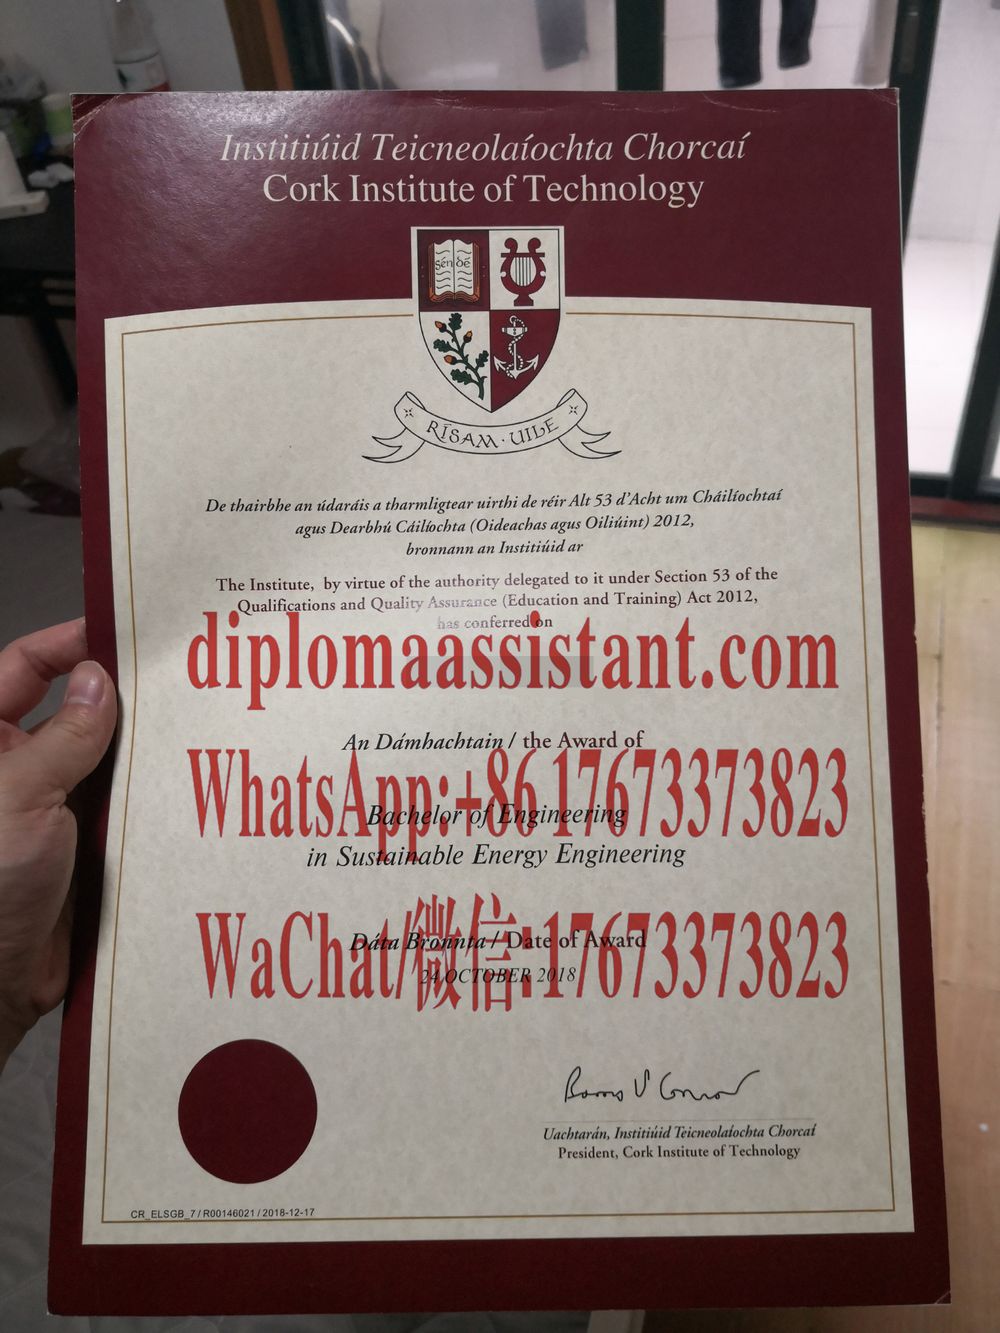 Institiúid Teicneolaíochta Chorcaí
Cork Institute of Technology
gén dé
RÍSAM · UILE
De thairbhe an údaráis a tharmligtear uirthi de réir Alt 53 d'Acht um Cháilíochtaí
agus Dearbhú Cáilíochta (Oideachas agus Oiliúint) 2012,
bronnann an Institiúid ar
The Institute, by virtue of the authority delegated to it under Section 53 of the
Qualifications and Quality Assurance (Education and Training) Act 2012,
has conferred on
diplomaassistant.com
An Dámhachtain / the Award of
WhatsApp:+86 17673373823
Bachelor of Engineering
in Sustainable Energy Engineering
WaChat/微信:17673373823
Dáta Bronnta / Date of Award
24 OCTOBER 2018
Uachtarán, Institiúid Teicneolaíochta Chorcaí
President, Cork Institute of Technology
CR_ELSGB_7 / R00146021 / 2018-12-17